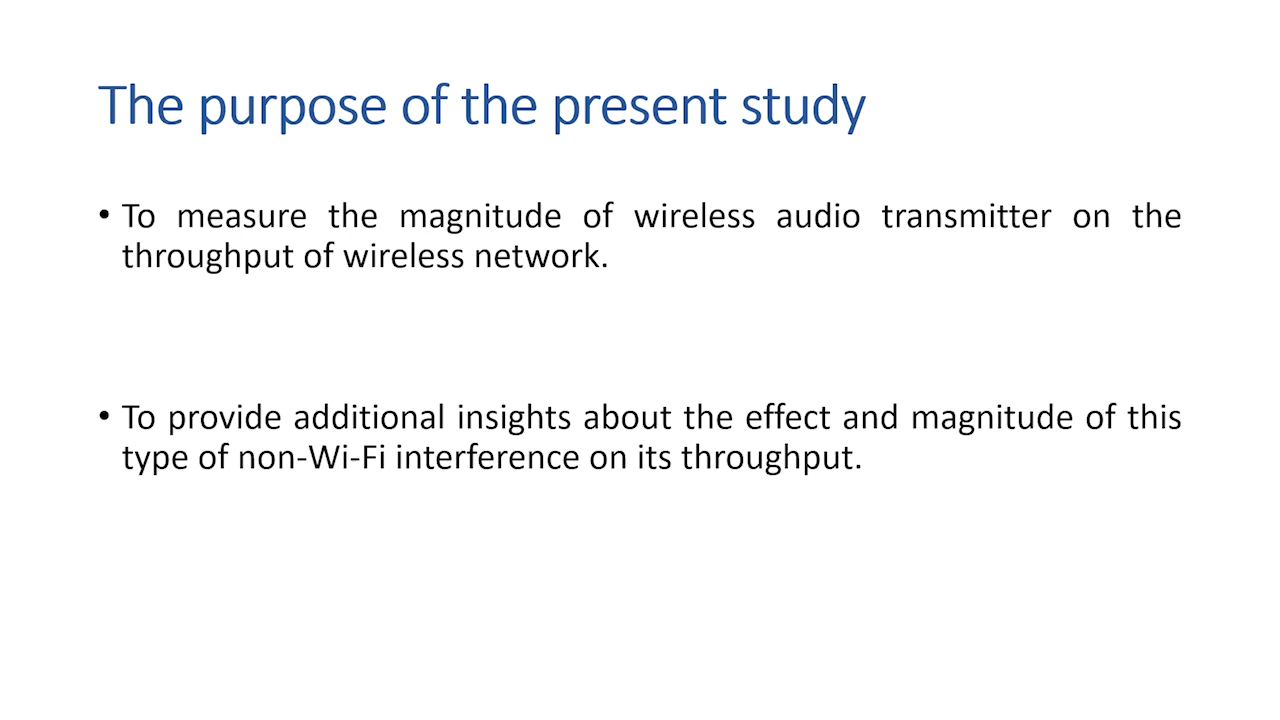 The purpose of the present study
• To measure the magnitude of wireless audio transmitter on the
throughput of wireless network.
• To provide additional insights about the effect and magnitude of this
type of non-Wi-Fi interference on its throughput.